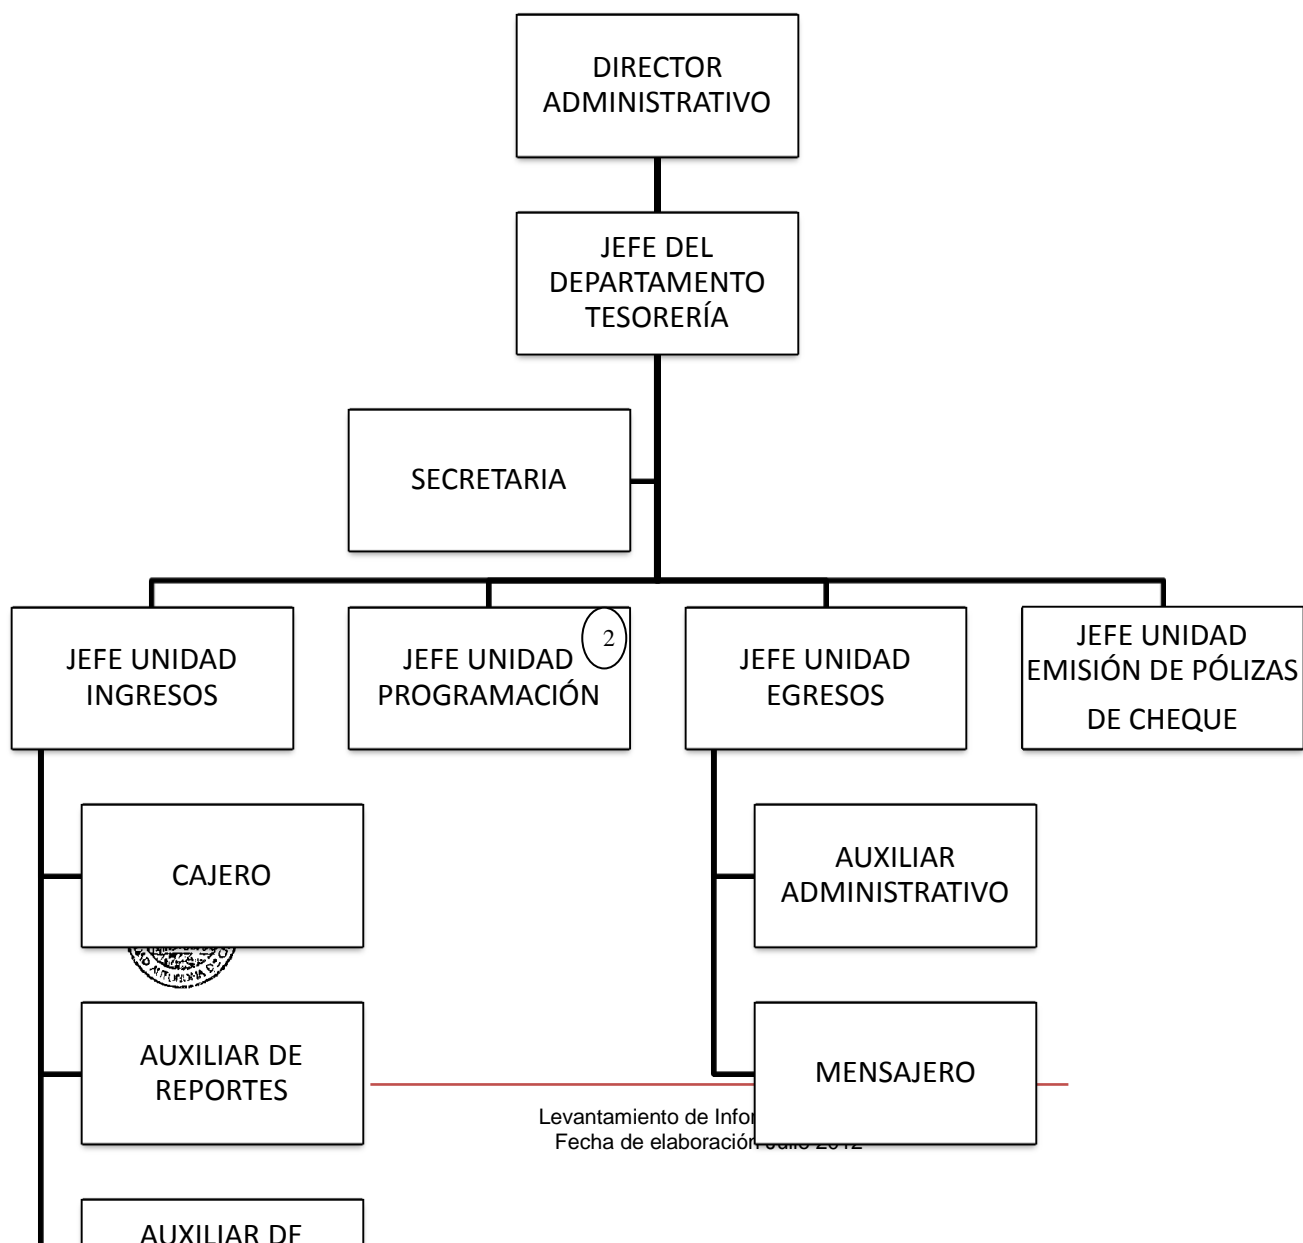 DIRECTOR
ADMINISTRATIVO
JEFE DEL
DEPARTAMENTO
TESORERÍA
SECRETARIA
JEFE UNIDAD
INGRESOS
2
JEFE UNIDAD
PROGRAMACIÓN
JEFE UNIDAD
EGRESOS
JEFE UNIDAD
EMISIÓN DE PÓLIZAS
DE CHEQUE
CAJERO
AUXILIAR
ADMINISTRATIVO
AUTONOMA DE
AUXILIAR DE
REPORTES
MENSAJERO
Levantamiento de
Fecha de elaboración
AUXILIAR DE